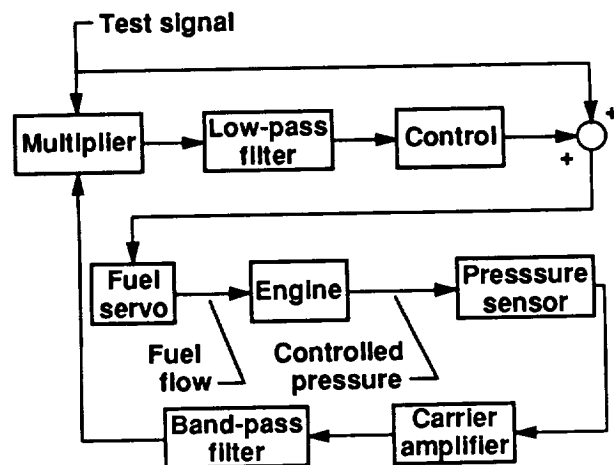 Test signal
+
Multiplier
Low-pass
filter
Control
+
Fuel
servo
Engine
Presssure
sensor
Fuel
flow
Controlled
pressure
Band-pass
filter
Carrier
amplifier